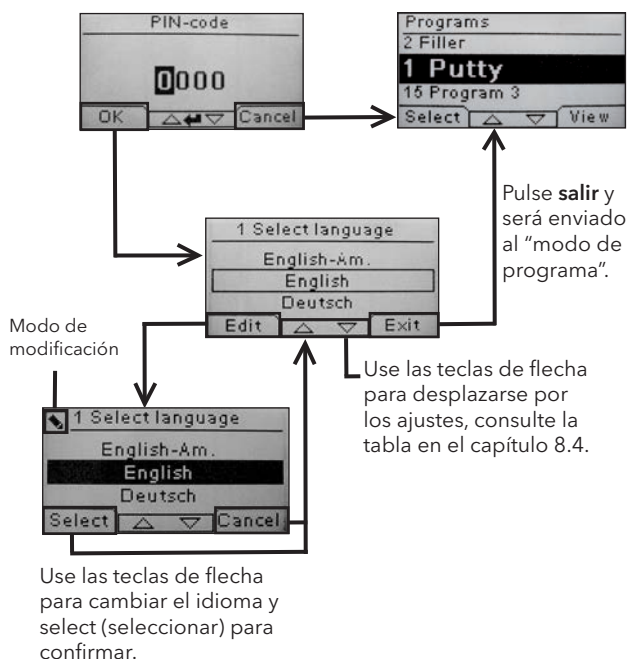 PIN-code
0000
OK
Cancel
Programs
2 Filler
1 Putty
15 Program 3
Select
View
Pulse salir y
será enviado
al “modo de
programa”.
1 Select language
English-Am.
English
Deutsch
Edit
Exit
Modo de
modificación
Use las teclas de flecha
para desplazarse por
los ajustes, consulte la
tabla en el capítulo 8.4.
1 Select language
English-Am.
English
Deutsch
Select
Cancel
Use las teclas de flecha
para cambiar el idioma y
select (seleccionar) para
confirmar.